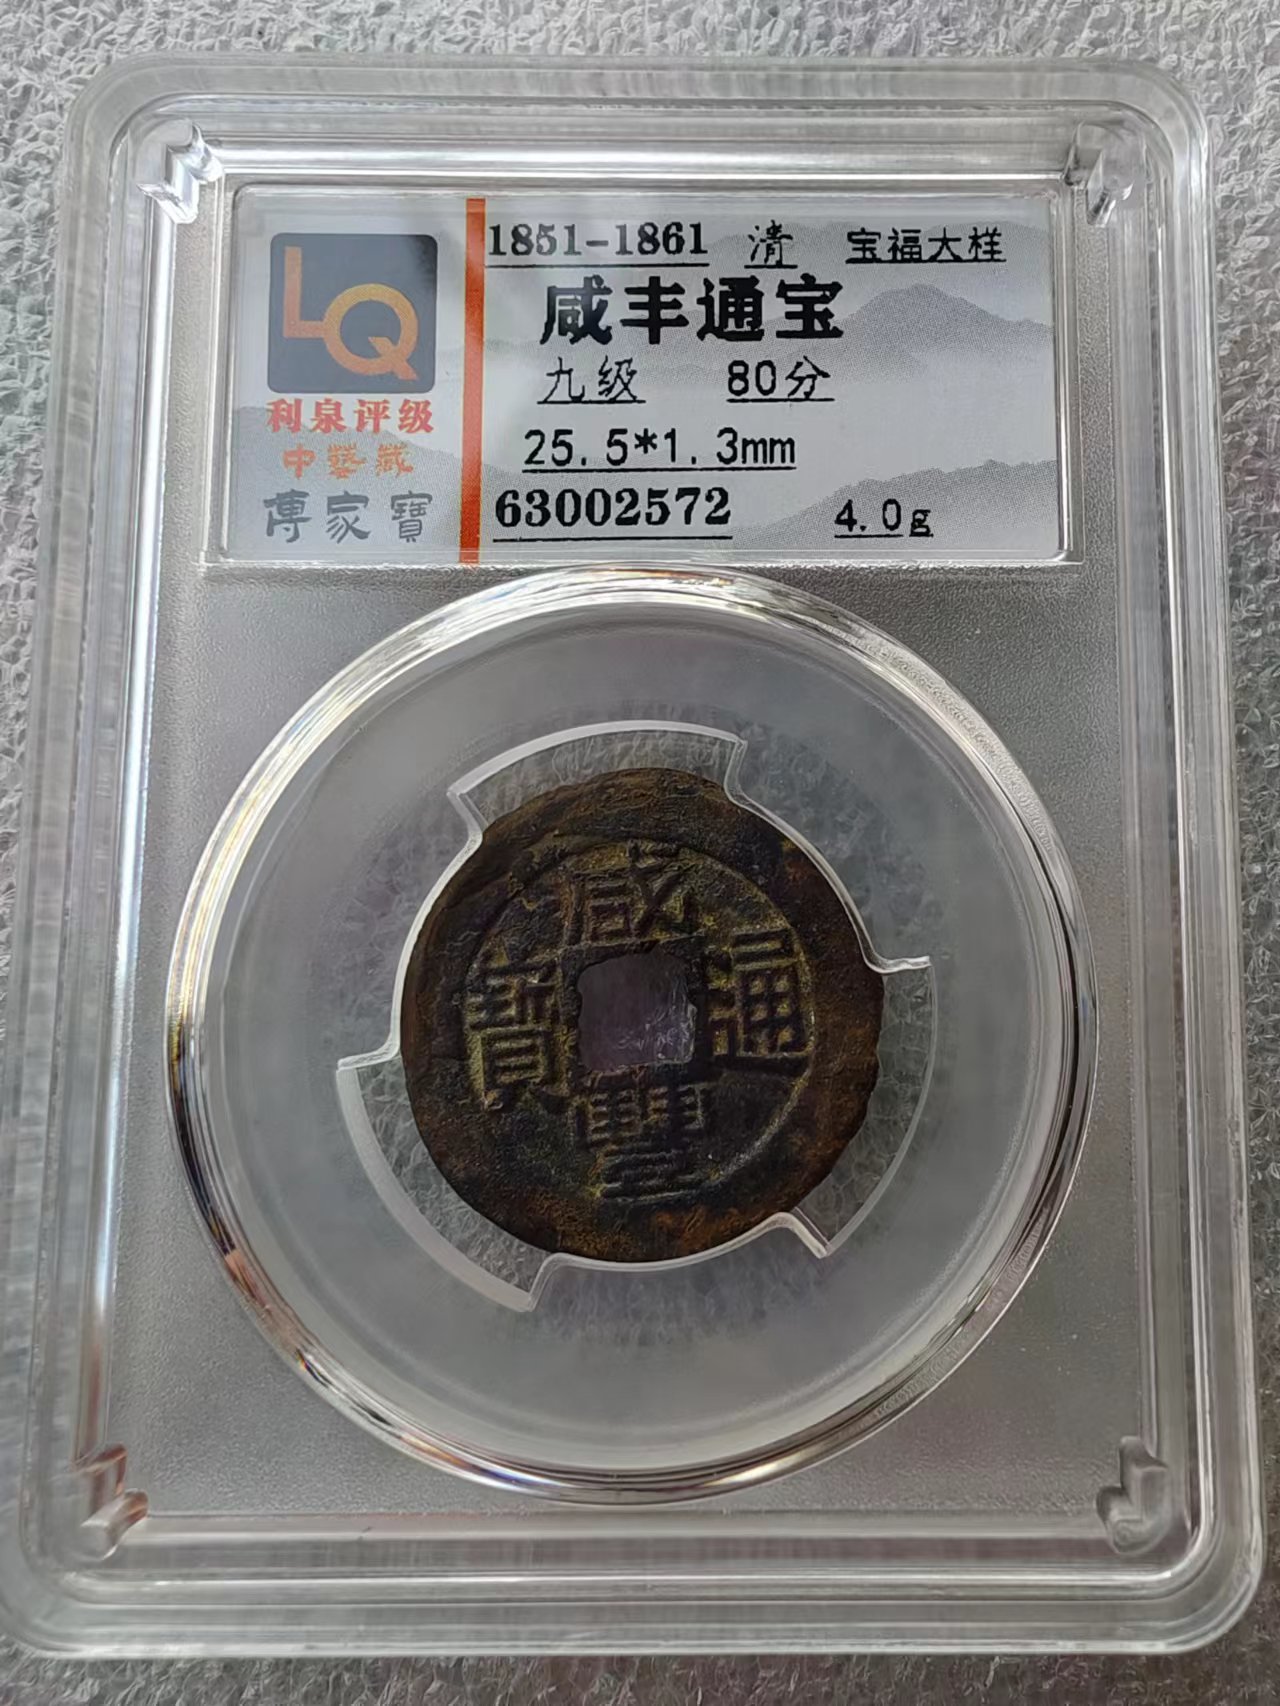 LQ
利泉评级
中藝藏
傳家寶
1851-1861 清 宝福大样
咸丰通宝
九级 80分
25.5*1.3mm
63002572 4.0g
咸豐通寶